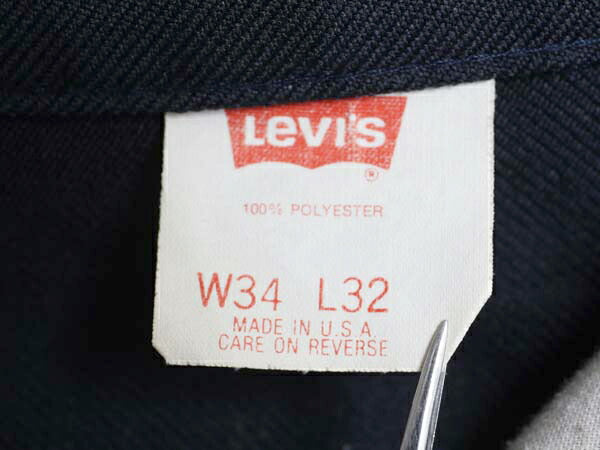 Levi's
®
100% POLYESTER
W34 L32
MADE IN U.S.A.
CARE ON REVERSE